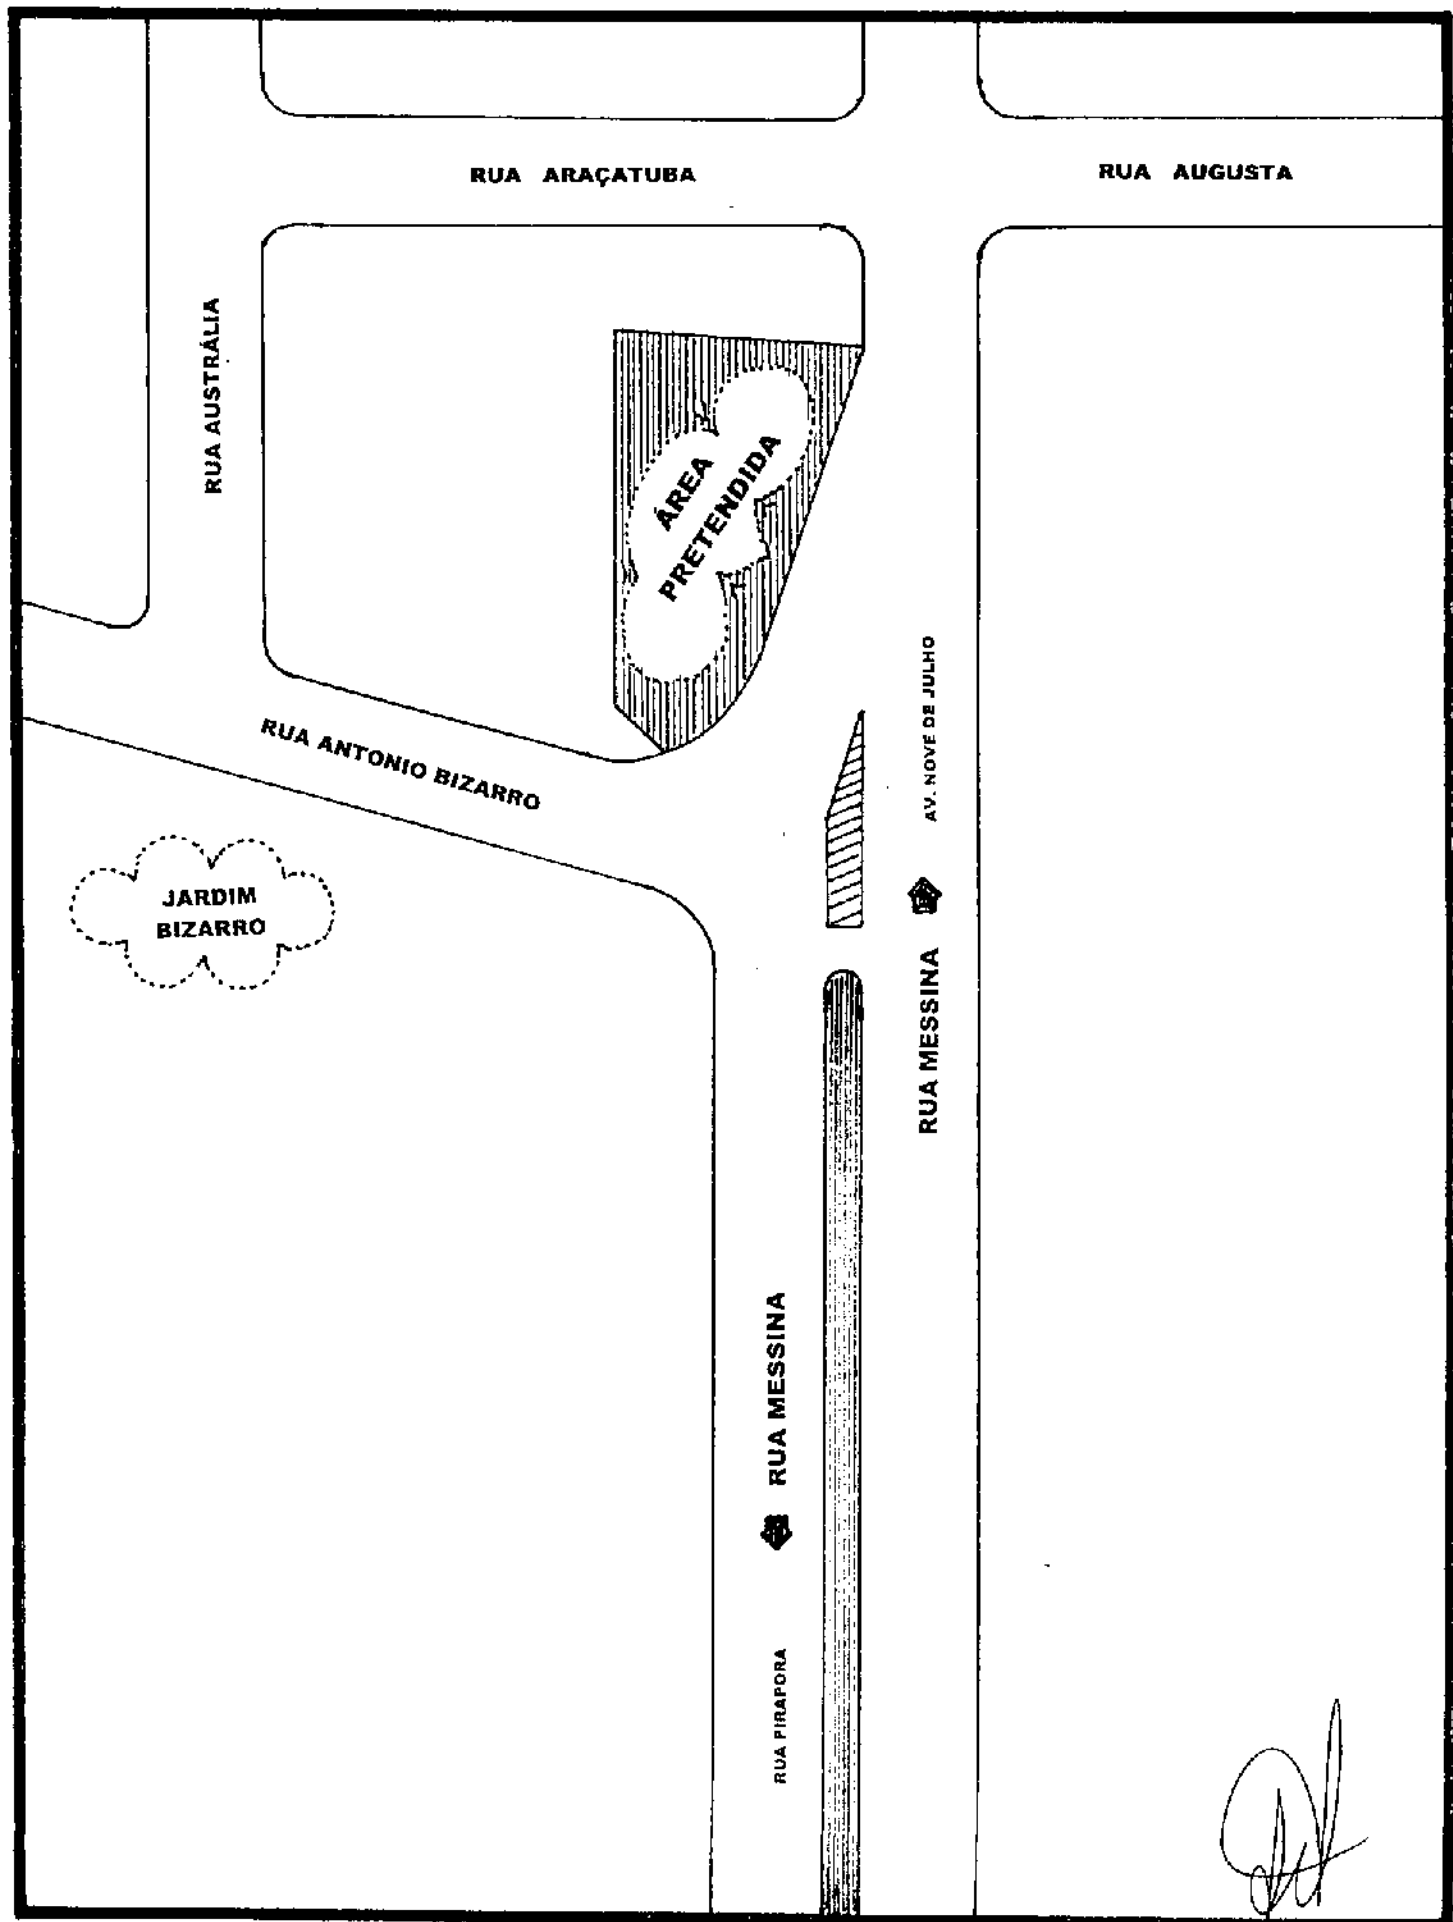 RUA ARAÇATUBA
RUA AUGUSTA
RUA AUSTRÁLIA
ÁREA
PRETENDIDA
RUA ANTONIO BIZARRO
AV. NOVE DE JULHO
JARDIM
BIZARRO
RUA MESSINA
RUA MESSINA
RUA PIRAPORA